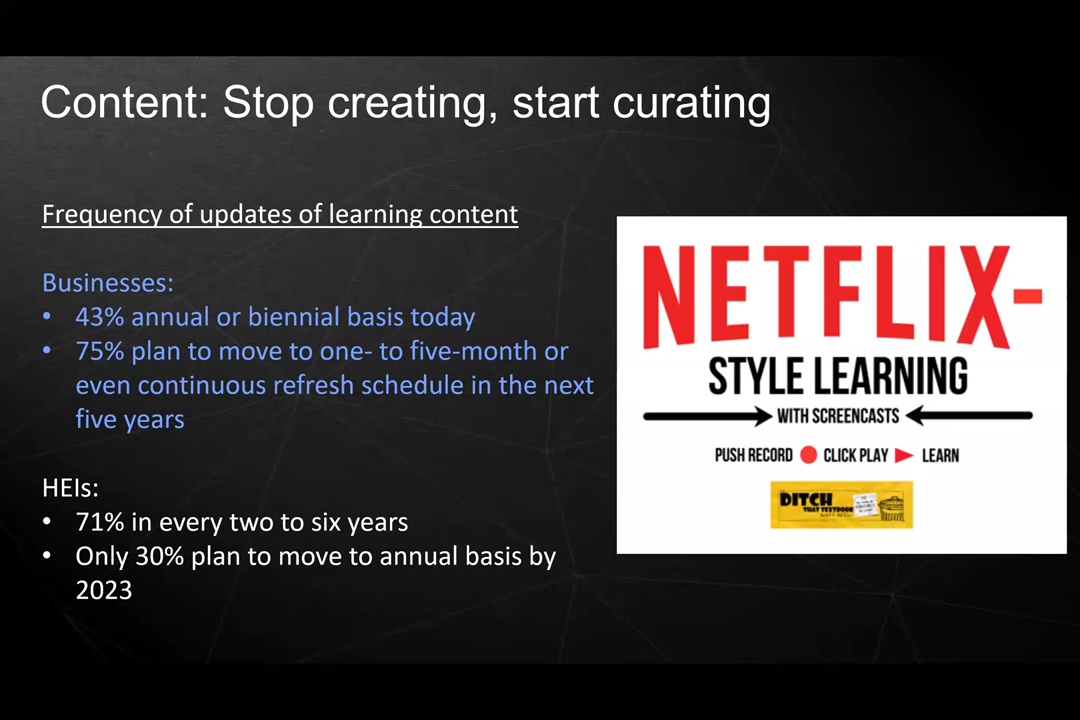 Content: Stop creating, start curating
Frequency of updates of learning content
Businesses:
• 43% annual or biennial basis today
• 75% plan to move to one- to five-month or
even continuous refresh schedule in the next
five years
HEIs:
• 71% in every two to six years
• Only 30% plan to move to annual basis by
2023
NETFLIX-
STYLE LEARNING
WITH SCREENCASTS
PUSH RECORD CLICK PLAY LEARN
DITCH
THAT TEXTBOOK